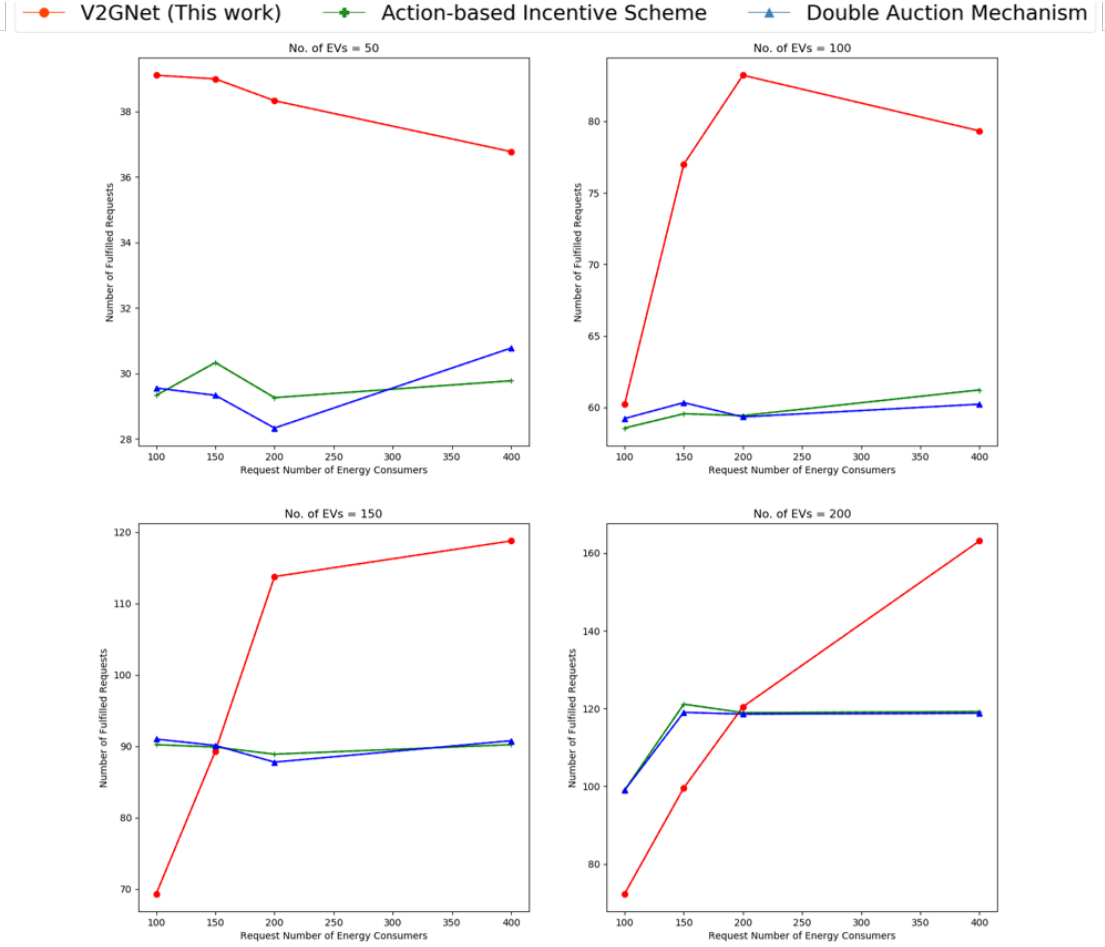 V2GNet (This work) Action-based Incentive Scheme Double Auction Mechanism
No. of EVs = 50
38
36
34
32
30
28
Number of Fulfilled Requests
100 150 200 250 300 350 400
Request Number of Energy Consumers
No. of EVs = 100
80
75
70
65
60
Number of Fulfilled Requests
100 150 200 250 300 350 400
Request Number of Energy Consumers
No. of EVs = 150
120
110
100
90
80
70
Number of Fulfilled Requests
100 150 200 250 300 350 400
Request Number of Energy Consumers
No. of EVs = 200
160
140
120
100
80
Number of Fulfilled Requests
100 150 200 250 300 350 400
Request Number of Energy Consumers